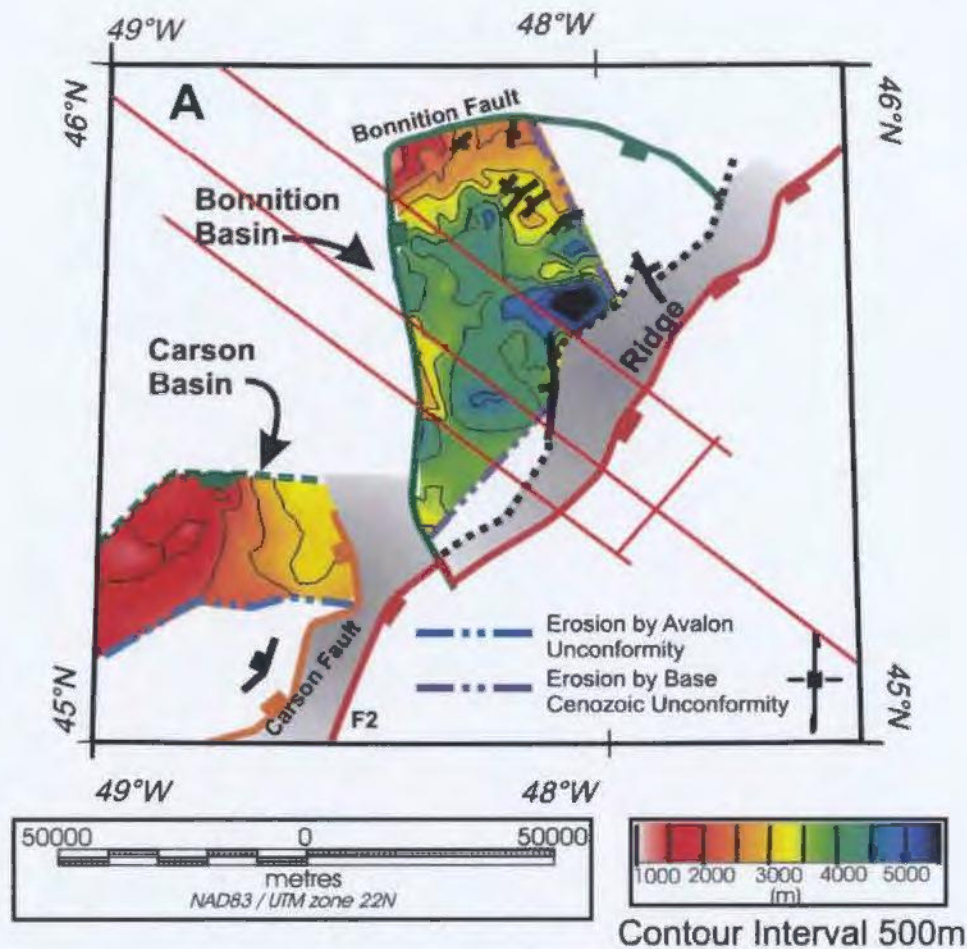 49°W
48°W
46°N
46°N
A
Bonnition Fault
Bonnition
Basin
Carson
Basin
Ridge
Erosion by Avalon
Unconformity
Erosion by Base
Cenozoic Unconformity
Carson Fault
F2
45°N
45°N
49°W
48°W
50000 0 50000
metres
NAD83 / UTM zone 22N
1000 2000 3000 4000 5000
(m)
Contour Interval 500m